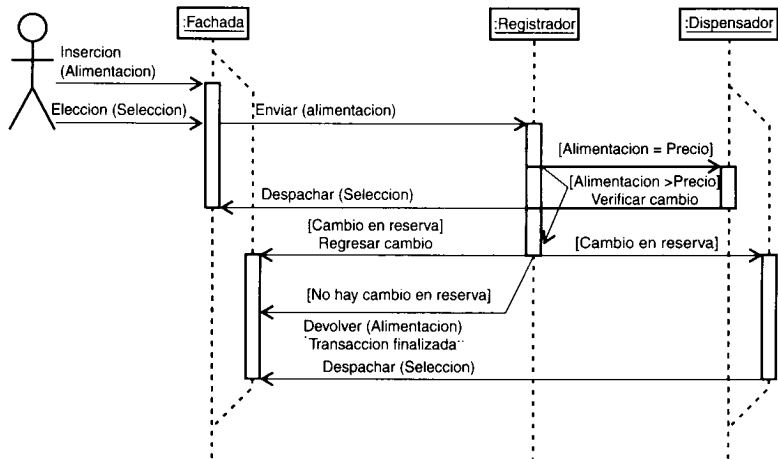 :Fachada
:Registrador
:Dispensador
Insercion
(Alimentacion)
Eleccion (Seleccion)
Enviar (alimentacion)
[Alimentacion = Precio]
[Alimentacion >Precio]
Verificar cambio
Despachar (Seleccion)
[Cambio en reserva]
Regresar cambio
[Cambio en reserva]
[No hay cambio en reserva]
Devolver (Alimentacion)
¨Transaccion finalizada¨
Despachar (Seleccion)